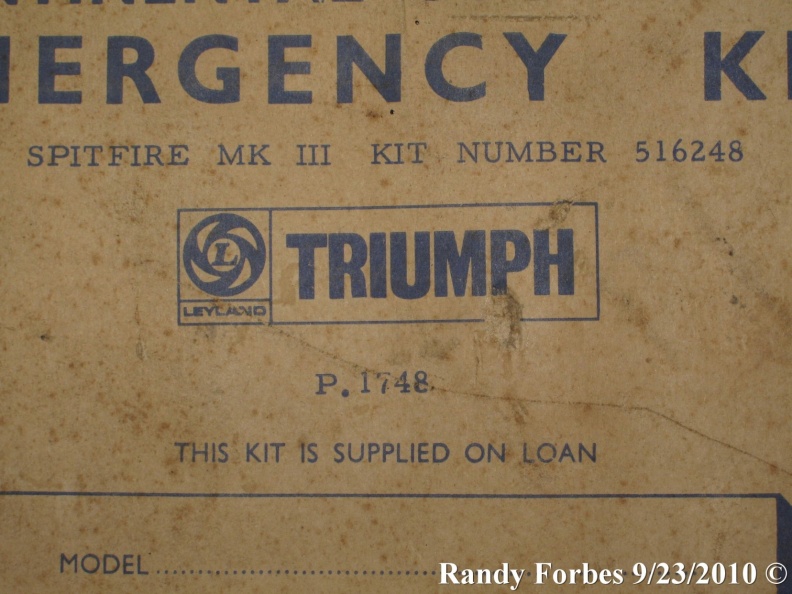 EMERGENCY
SPITFIRE MK III KIT NUMBER 516248
L
LEYLAND
TRIUMPH
P. 1748
THIS KIT IS SUPPLIED ON LOAN
MODEL
Randy Forbes 9/23/2010 ©